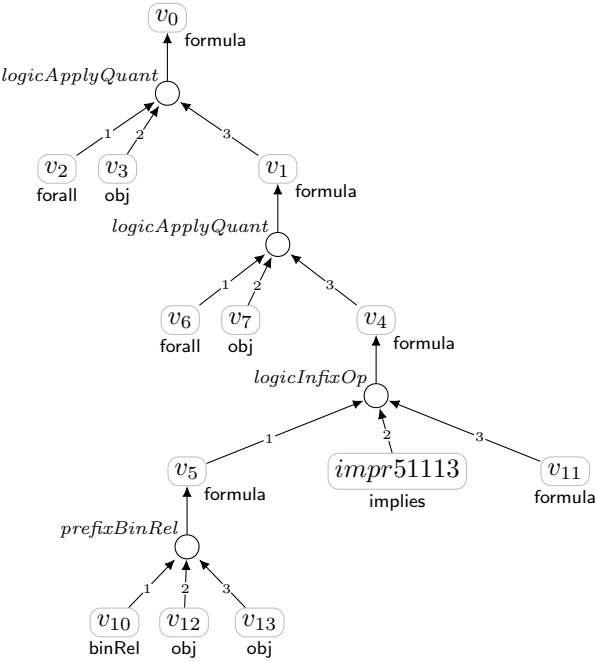 v0
formula
logicApplyQuant
1 2 3
v2 v3 v1
forall obj formula
logicApplyQuant
1 2 3
v6 v7 v4
forall obj formula
logicInfixOp
1 2 3
v5 impr51113 v11
formula implies formula
prefixBinRel
1 2 3
v10 v12 v13
binRel obj obj